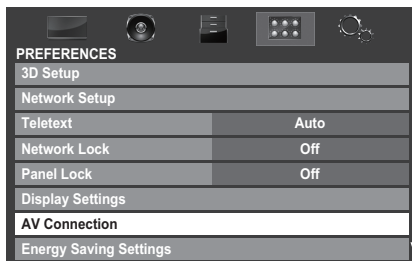 PREFERENCES
3D Setup
Network Setup
Teletext Auto
Network Lock Off
Panel Lock Off
Display Settings
AV Connection
Energy Saving Settings